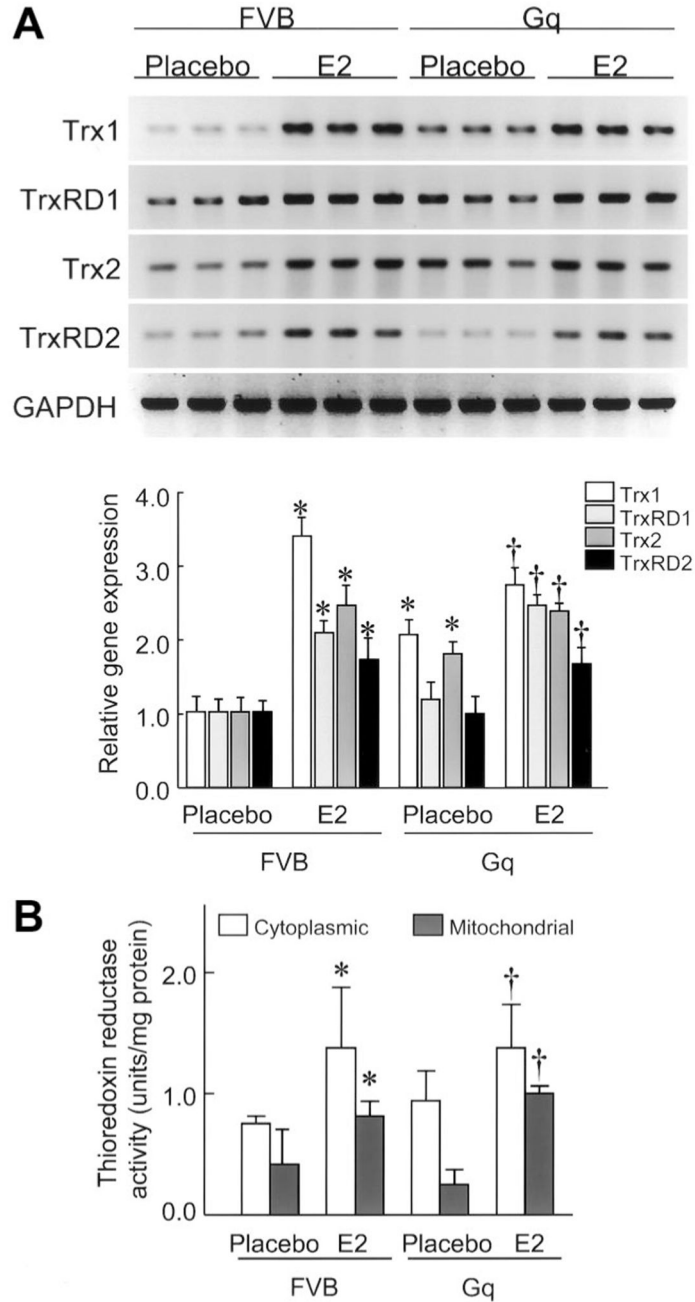 A
FVB Gq
Placebo E2 Placebo E2
Trx1
TrxRD1
Trx2
TrxRD2
GAPDH
Relative gene expression
4.0
3.0
2.0
1.0
0.0
* * * * * * † † † †
Trx1
TrxRD1
Trx2
TrxRD2
Placebo E2 Placebo E2
FVB Gq
B
Thioredoxin reductase
activity (units/mg protein)
Cytoplasmic Mitochondrial
2.0
1.0
0.0
* * † †
Placebo E2 Placebo E2
FVB Gq